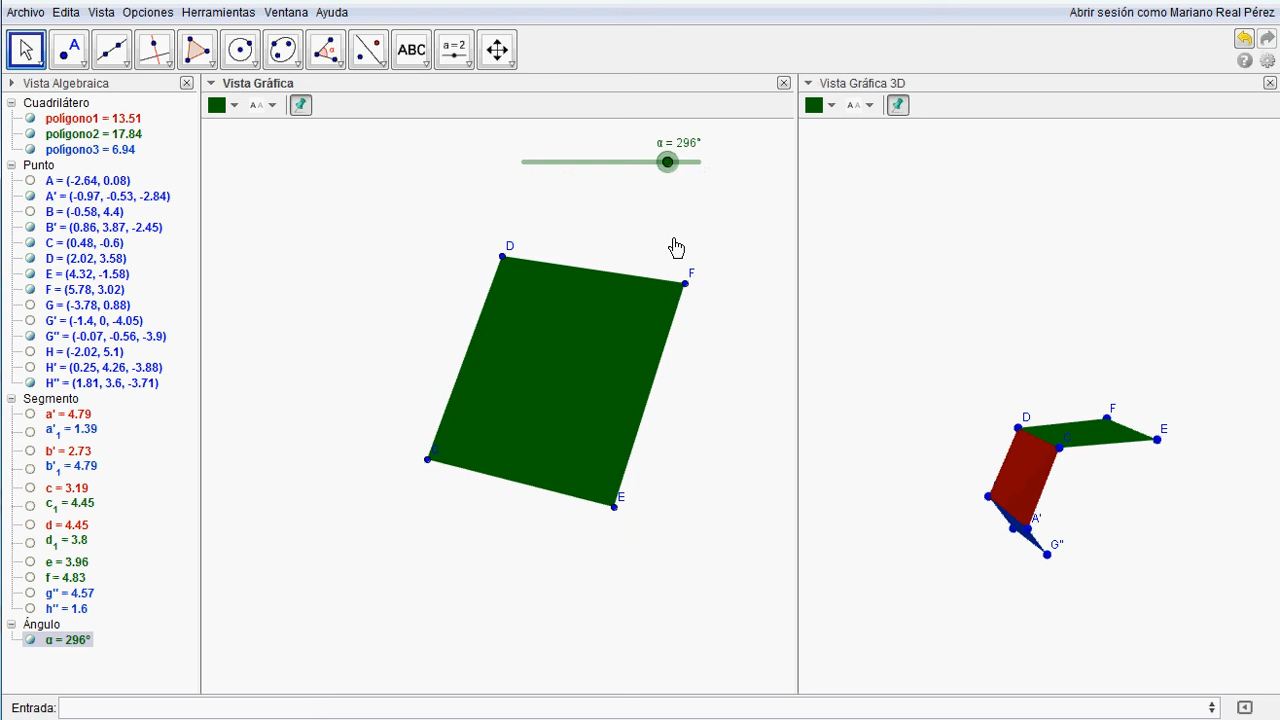 Archivo Edita Vista Opciones Herramientas Ventana Ayuda Abrir sesión como Mariano Real Pérez
A ABC a=2
Vista Algebraica Vista Gráfica Vista Gráfica 3D
Cuadrilátero
polígono1 = 13.51
polígono2 = 17.84
polígono3 = 6.94
Punto
A = (-2.64, 0.08)
A' = (-0.97, -0.53, -2.84)
B = (-0.58, 4.4)
B' = (0.86, 3.87, -2.45)
C = (0.48, -0.6)
D = (2.02, 3.58)
E = (4.32, -1.58)
F = (5.78, 3.02)
G = (-3.78, 0.88)
G' = (-1.4, 0, -4.05)
G'' = (-0.07, -0.56, -3.9)
H = (-2.02, 5.1)
H' = (0.25, 4.26, -3.88)
H'' = (1.81, 3.6, -3.71)
Segmento
a' = 4.79
a'₁ = 1.39
b' = 2.73
b'₁ = 4.79
c = 3.19
c₁ = 4.45
d = 4.45
d₁ = 3.8
e = 3.96
f = 4.83
g'' = 4.57
h'' = 1.6
Ángulo
α = 296°
α = 296°
D
F
E
D
F
E
A'
G''
Entrada: